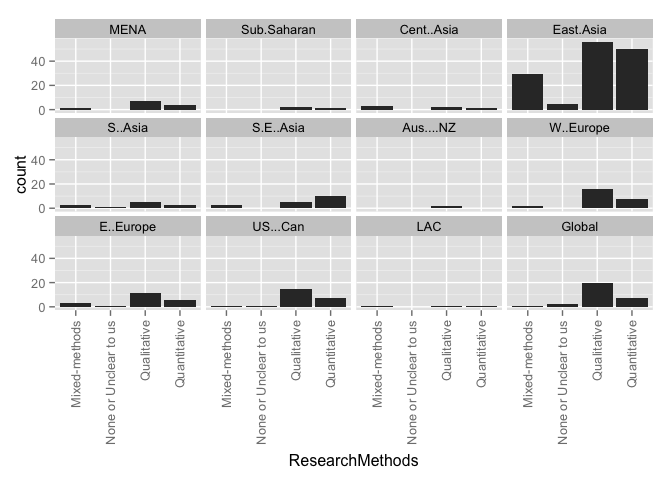 MENA Sub.Saharan Cent..Asia East.Asia
40
20
0
S..Asia S.E..Asia Aus....NZ W..Europe
40
20
0
E..Europe US...Can LAC Global
40
20
0
count
Mixed-methods
None or Unclear to us
Qualitative
Quantitative
Mixed-methods
None or Unclear to us
Qualitative
Quantitative
Mixed-methods
None or Unclear to us
Qualitative
Quantitative
Mixed-methods
None or Unclear to us
Qualitative
Quantitative
ResearchMethods